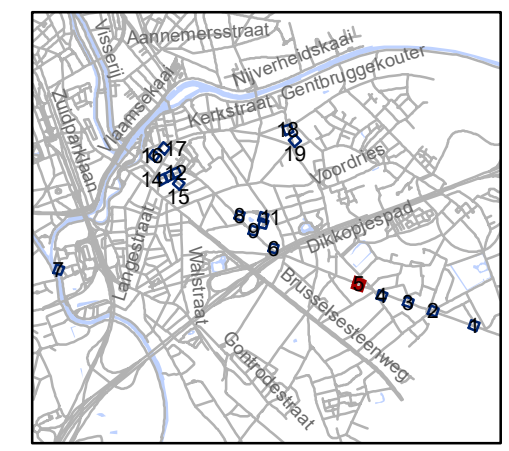 Aannemersstraat
Visserij
Nijverheidskaai
Gentbruggekouter
Vlaamsekaai
Kerkstraat
Zuidparklaan
18
19
16
17
Voordries
14
12
15
Langestraat
8
11
9
Dikkopjespad
6
Walstraat
7
Brusselsesteenweg
5
4
3
2
1
Gontrodestraat